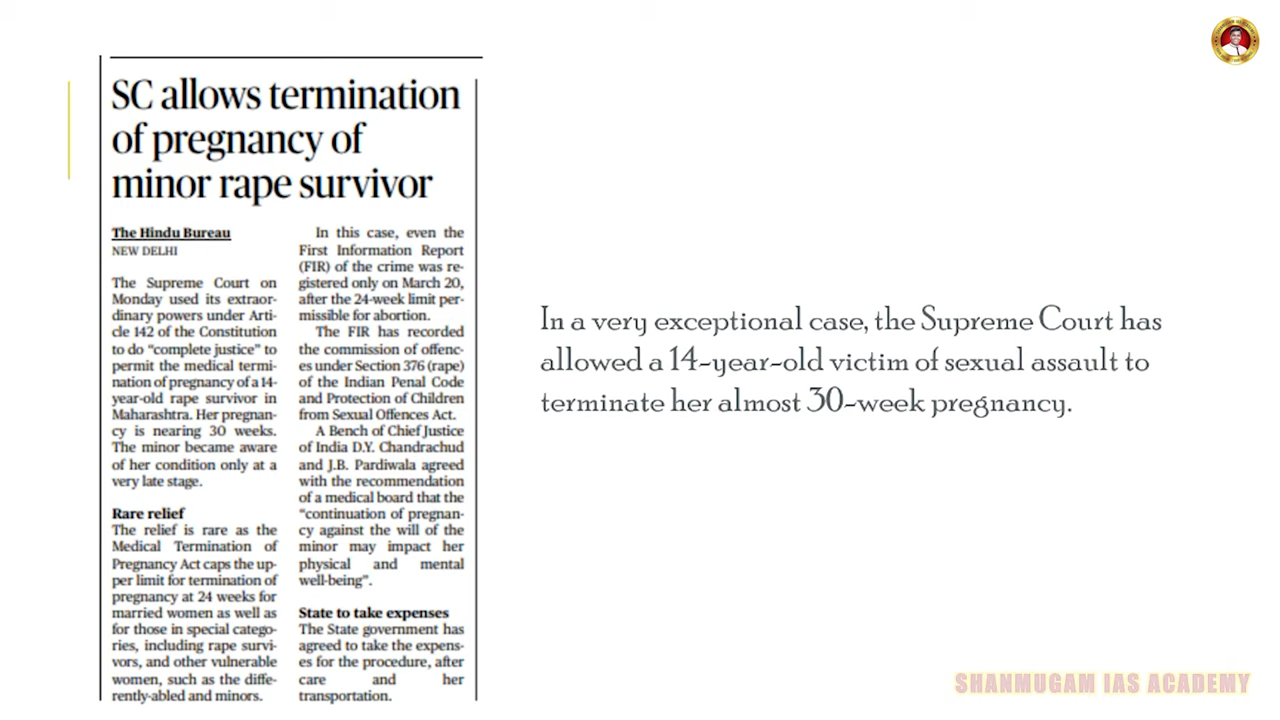 SC allows termination
of pregnancy of
minor rape survivor
The Hindu Bureau
NEW DELHI
The Supreme Court on
Monday used its extraor-
dinary powers under Arti-
cle 142 of the Constitution
to do “complete justice” to
permit the medical termi-
nation of pregnancy of a 14-
year-old rape survivor in
Maharashtra. Her pregnan-
cy is nearing 30 weeks.
The minor became aware
of her condition only at a
very late stage.
Rare relief
The relief is rare as the
Medical Termination of
Pregnancy Act caps the up-
per limit for termination of
pregnancy at 24 weeks for
married women as well as
for those in special catego-
ries, including rape survi-
vors, and other vulnerable
women, such as the diffe-
rently-abled and minors.
In this case, even the
First Information Report
(FIR) of the crime was re-
gistered only on March 20,
after the 24-week limit per-
missible for abortion.
The FIR has recorded
the commission of offenc-
es under Section 376 (rape)
of the Indian Penal Code
and Protection of Children
from Sexual Offences Act.
A Bench of Chief Justice
of India D.Y. Chandrachud
and J.B. Pardiwala agreed
with the recommendation
of a medical board that the
“continuation of pregnan-
cy against the will of the
minor may impact her
physical and mental
well-being”.
State to take expenses
The State government has
agreed to take the expens-
es for the procedure, after
care and her
transportation.
In a very exceptional case, the Supreme Court has
allowed a 14-year-old victim of sexual assault to
terminate her almost 30-week pregnancy.
SHANMUGAM IAS ACADEMY